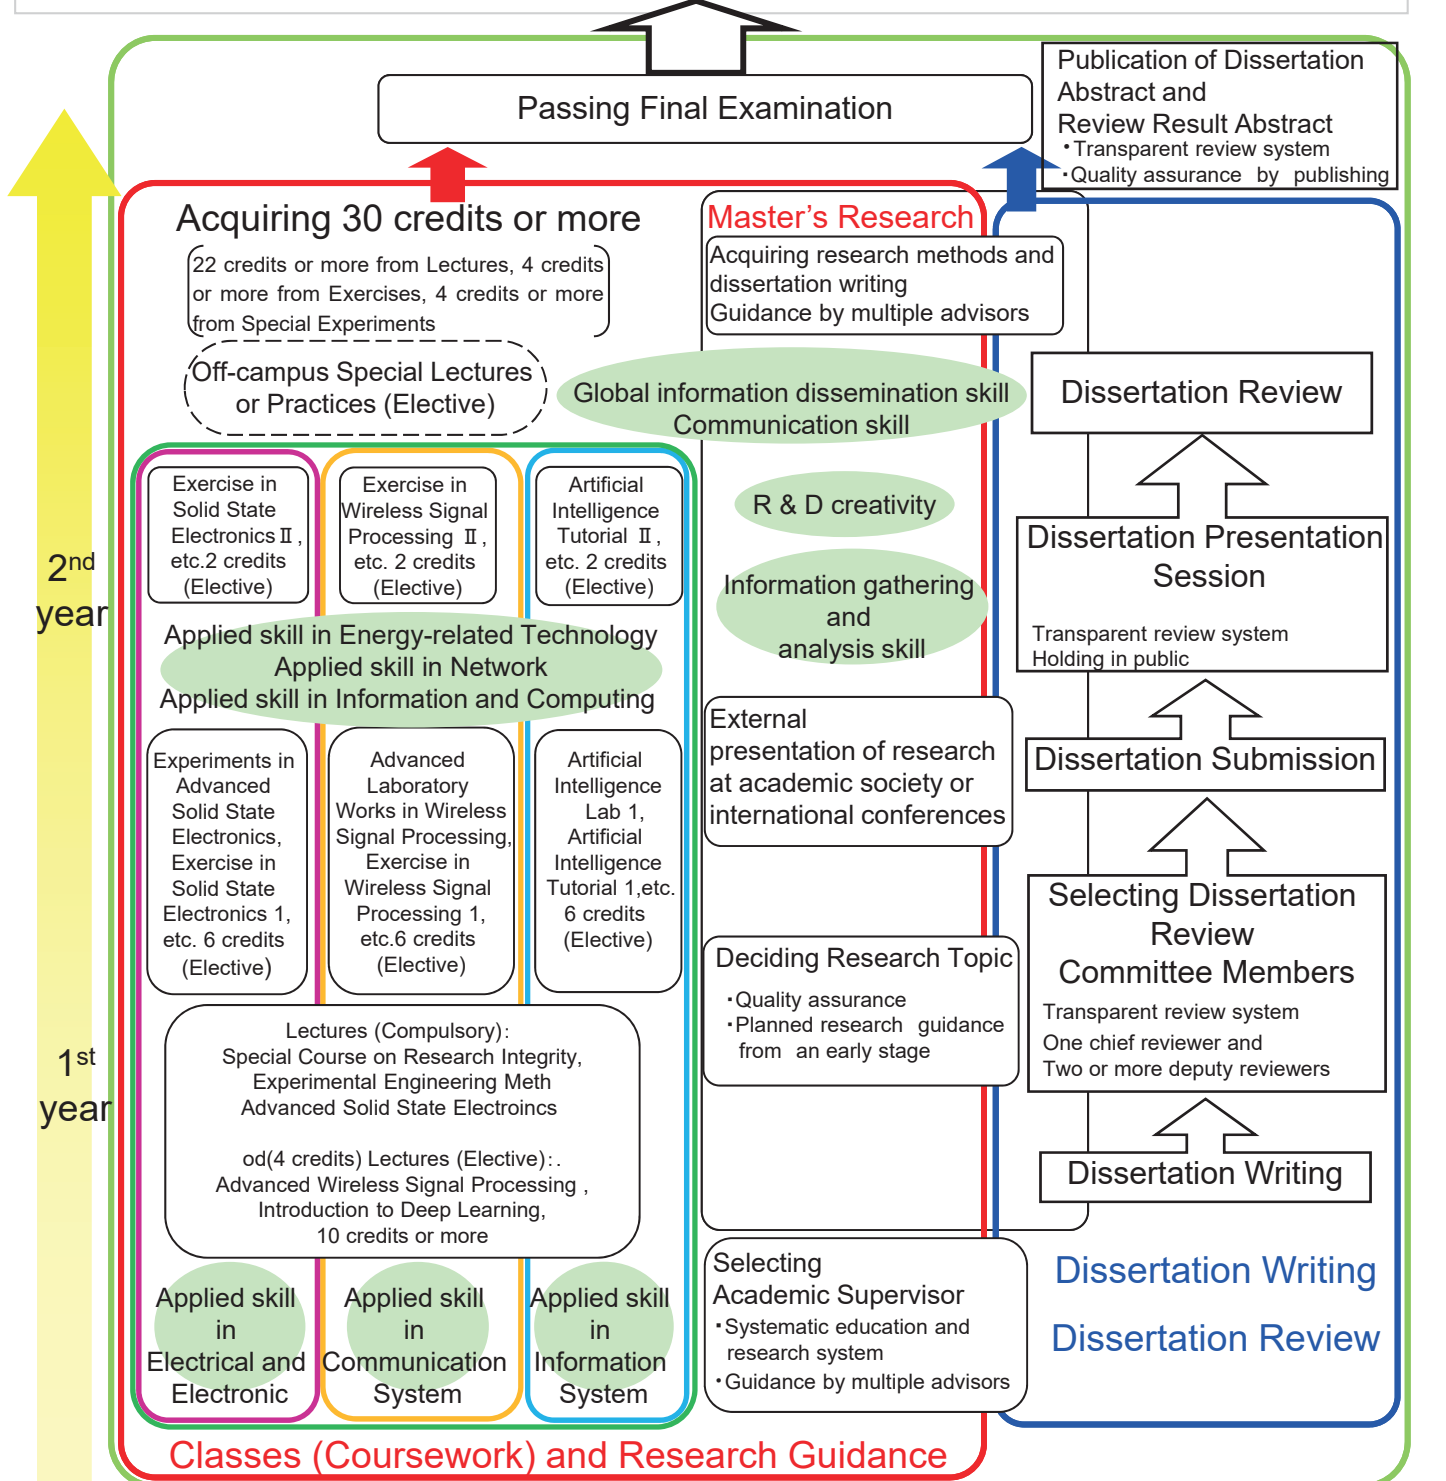 Passing Final Examination
Publication of Dissertation
Abstract and
Review Result Abstract
・Transparent review system
・Quality assurance by publishing
Acquiring 30 credits or more
22 credits or more from Lectures, 4 credits
or more from Exercises, 4 credits or more
from Special Experiments
Off-campus Special Lectures
or Practices (Elective)
Master's Research
Acquiring research methods and
dissertation writing
Guidance by multiple advisors
Global information dissemination skill
Communication skill
R & D creativity
Information gathering
and
analysis skill
2nd
year
Exercise in
Solid State
Electronics Ⅱ,
etc.2 credits
(Elective)
Exercise in
Wireless Signal
Processing Ⅱ,
etc. 2 credits
(Elective)
Artificial
Intelligence
Tutorial Ⅱ,
etc. 2 credits
(Elective)
Applied skill in Energy-related Technology
Applied skill in Network
Applied skill in Information and Computing
Experiments in
Advanced
Solid State
Electronics,
Exercise in
Solid State
Electronics 1,
etc. 6 credits
(Elective)
Advanced
Laboratory
Works in Wireless
Signal Processing,
Exercise in
Wireless Signal
Processing 1,
etc.6 credits
(Elective)
Artificial
Intelligence
Lab 1,
Artificial
Intelligence
Tutorial 1,etc.
6 credits
(Elective)
External
presentation of research
at academic society or
international conferences
Deciding Research Topic
・Quality assurance
・Planned research guidance
from an early stage
1st
year
Lectures (Compulsory):
Special Course on Research Integrity,
Experimental Engineering Meth
Advanced Solid State Electroincs
od(4 credits) Lectures (Elective):.
Advanced Wireless Signal Processing ,
Introduction to Deep Learning,
10 credits or more
Applied skill
in
Electrical and
Electronic
Applied skill
in
Communication
System
Applied skill
in
Information
System
Selecting
Academic Supervisor
・Systematic education and
research system
・Guidance by multiple advisors
Classes (Coursework) and Research Guidance
Dissertation Review
Dissertation Presentation
Session
Transparent review system
Holding in public
Dissertation Submission
Selecting Dissertation
Review
Committee Members
Transparent review system
One chief reviewer and
Two or more deputy reviewers
Dissertation Writing
Dissertation Writing
Dissertation Review